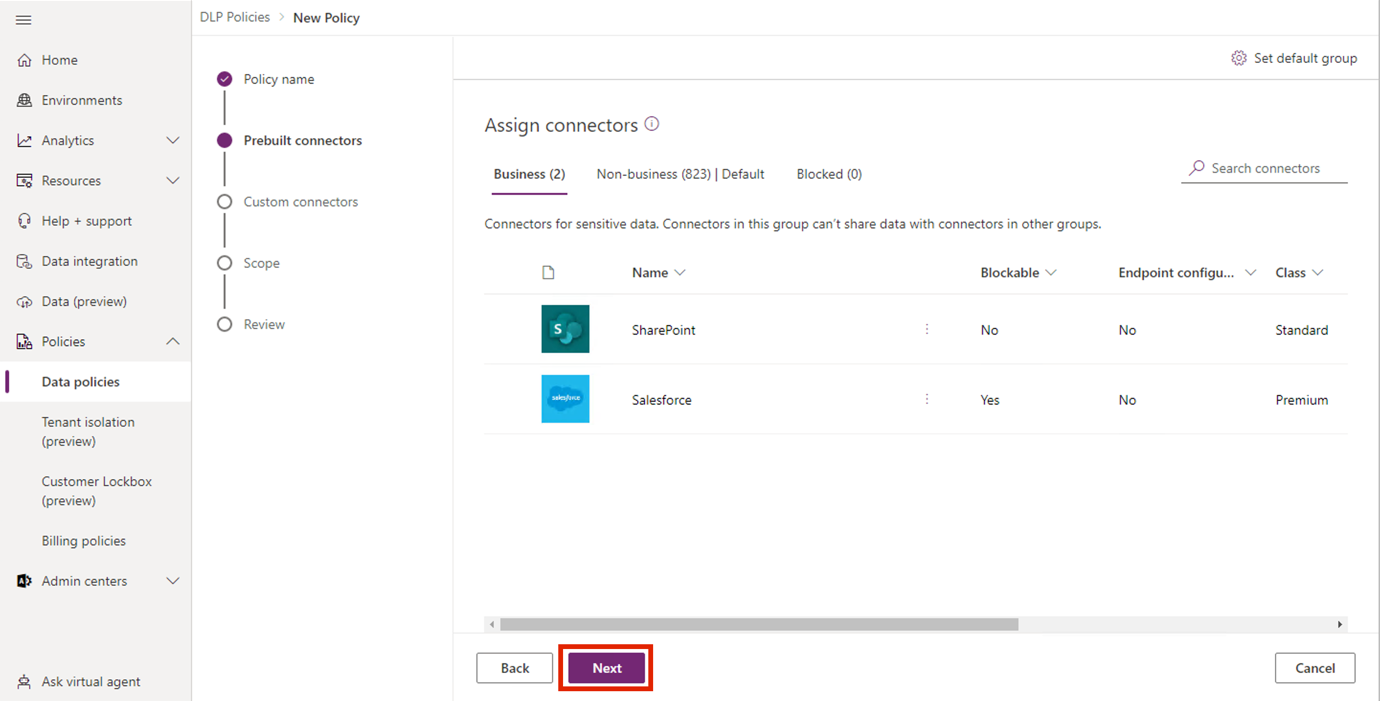 DLP Policies > New Policy
Home
Environments
Analytics
Resources
Help + support
Data integration
Data (preview)
Policies
Data policies
Tenant isolation
(preview)
Customer Lockbox
(preview)
Billing policies
Admin centers
Ask virtual agent
Policy name
Prebuilt connectors
Custom connectors
Scope
Review
Set default group
Assign connectors
Business (2) Non-business (823) | Default Blocked (0)
Search connectors
Connectors for sensitive data. Connectors in this group can't share data with connectors in other groups.
Name Blockable Endpoint configu... Class
S SharePoint No No Standard
salesforce Salesforce Yes No Premium
Back Next Cancel